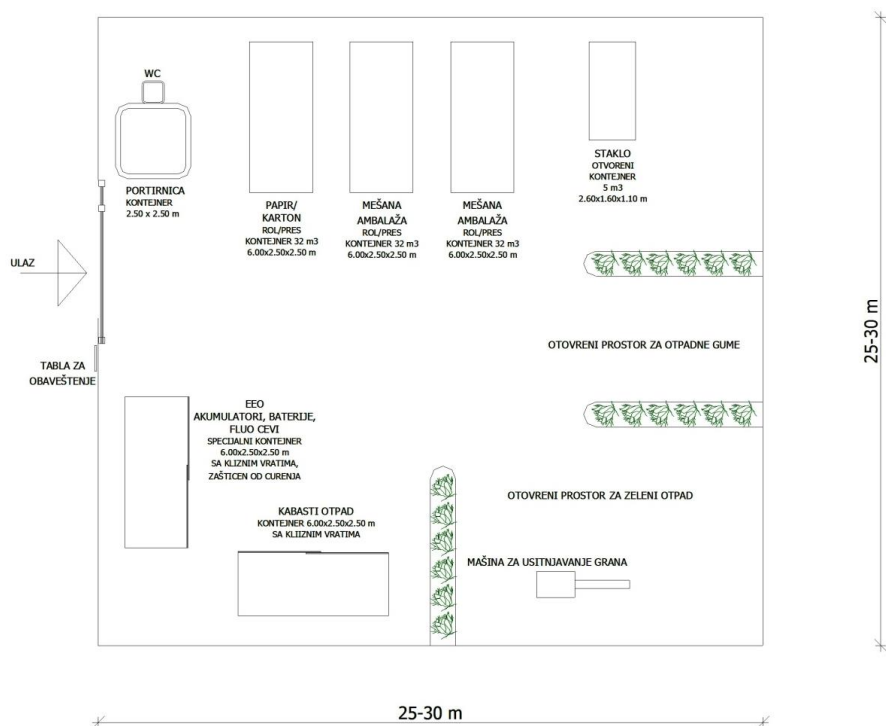 WC
PORTIRNICA
KONTEJNER
2.50 x 2.50 m
PAPIR/
KARTON
ROL/PRES
KONTEJNER 32 m3
6.00x2.50x2.50 m
MEŠANA
AMBALAŽA
ROL/PRES
KONTEJNER 32 m3
6.00x2.50x2.50 m
MEŠANA
AMBALAŽA
ROL/PRES
KONTEJNER 32 m3
6.00x2.50x2.50 m
STAKLO
OTVORENI
KONTEJNER
5 m3
2.60x1.60x1.10 m
ULAZ
TABLA ZA
OBAVEŠTENJE
OTOVRENI PROSTOR ZA OTPADNE GUME
25-30 m
EEO
AKUMULATORI, BATERIJE,
FLUO CEVI
SPECIJALNI KONTEJNER
6.00x2.50x2.50 m
SA KLIZNIM VRATIMA,
ZAŠTICEN OD CURENJA
KABASTI OTPAD
KONTEJNER 6.00x2.50x2.50 m
SA KLIIZNIM VRATIMA
OTOVRENI PROSTOR ZA ZELENI OTPAD
MAŠINA ZA USITNJAVANJE GRANA
25-30 m